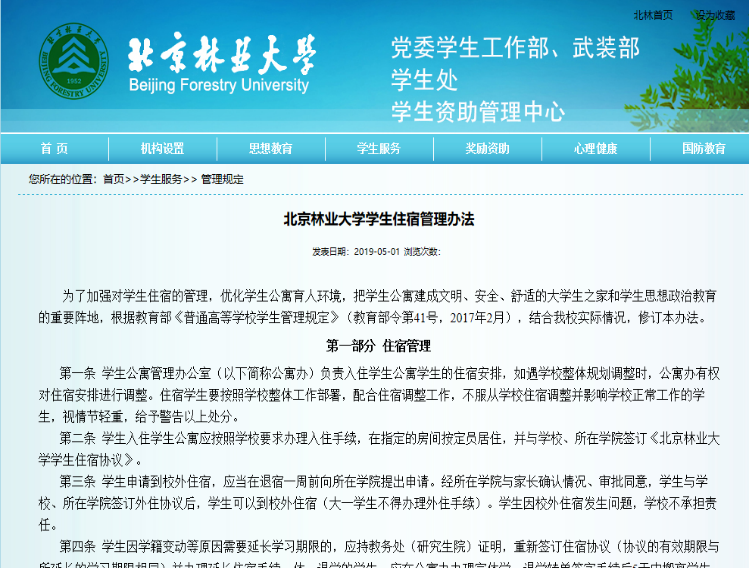 北林首页 设为收藏
北京林业大学
Beijing Forestry University
BEIJING FORESTRY UNIVERSITY
1952
党委学生工作部、武装部
学生处
学生资助管理中心
首 页 机构设置 思想教育 学生服务 奖励资助 心理健康 国防教育
您所在的位置：首页>>学生服务>> 管理规定
北京林业大学学生住宿管理办法
发表日期：2019-05-01 浏览次数：
为了加强对学生住宿的管理，优化学生公寓育人环境，把学生公寓建成文明、安全、舒适的大学生之家和学生思想政治教育
的重要阵地，根据教育部《普通高等学校学生管理规定》（教育部令第41号，2017年2月），结合我校实际情况，修订本办法。
第一部分 住宿管理
第一条 学生公寓管理办公室（以下简称公寓办）负责入住学生公寓学生的住宿安排，如遇学校整体规划调整时，公寓办有权
对住宿安排进行调整。住宿学生要按照学校整体工作部署，配合住宿调整工作，不服从学校住宿调整并影响学校正常工作的学
生，视情节轻重，给予警告以上处分。
第二条 学生入住学生公寓应按照学校要求办理入住手续，在指定的房间按定员居住，并与学校、所在学院签订《北京林业大
学学生住宿协议》。
第三条 学生申请到校外住宿，应当在退宿一周前向所在学院提出申请。经所在学院与家长确认情况、审批同意，学生与学
校、所在学院签订外住协议后，学生可以到校外住宿（大一学生不得办理外住手续）。学生因校外住宿发生问题，学校不承担责
任。
第四条 学生因学籍变动等原因需要延长学习期限的，应持教务处（研究生院）证明，重新签订住宿协议（协议的有效期限与